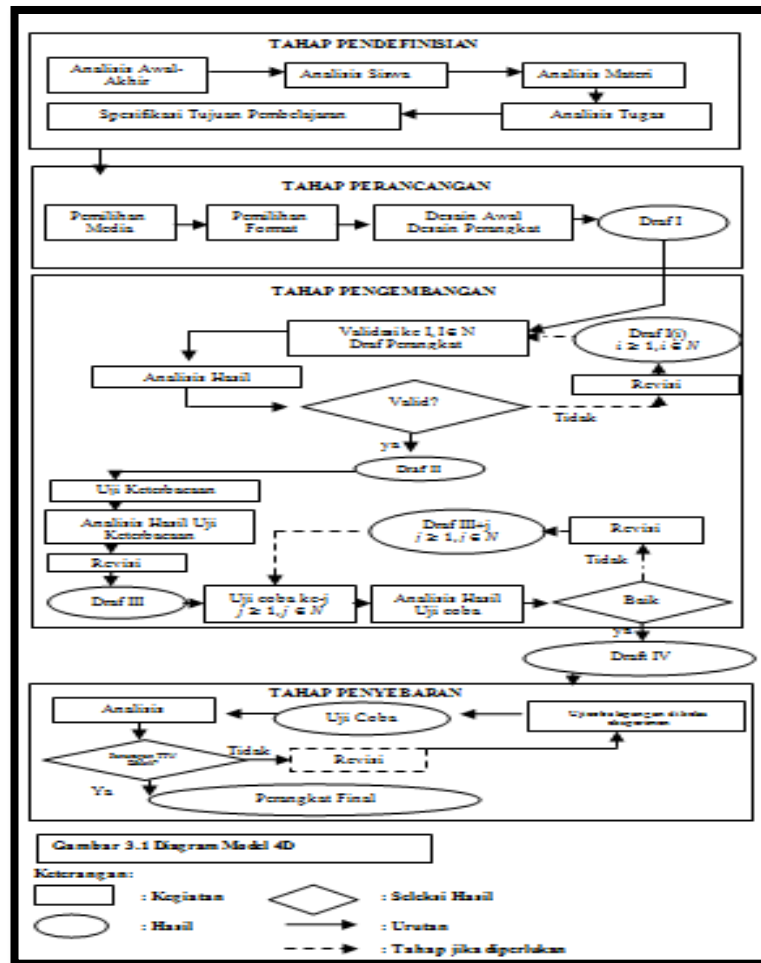 TAHAP PENDEFINISIAN
Analisis Awal-
Akhir
Analisis Siswa
Analisis Materi
Spesifikasi Tujuan Pembelajaran
Analisis Tugas
TAHAP PERANCANGAN
Pemilihan
Media
Pemilihan
Format
Desain Awal
Desain Perangkat
Draf I
TAHAP PENGEMBANGAN
Validasi ke I, I ∈ N
Draf Perangkat
Draf I(i)
i ≥ 1, i ∈ N
Analisis Hasil
Revisi
Valid?
Tidak
ya
Draf II
Uji Keterbacaan
Analisis Hasil Uji
Keterbacaan
Revisi
Draf III
Draf III+j
j ≥ 1, j ∈ N
Revisi
Tidak
Uji coba ke-j
j ≥ 1, j ∈ N
Analisis Hasil
Uji coba
Baik
ya
Draft IV
TAHAP PENYEBARAN
Analisis
Uji Coba
di kelas
Tidak
Revisi
Ya
Perangkat Final
Gambar 3.1 Diagram Model 4D
Keterangan:
: Kegiatan
: Seleksi Hasil
: Hasil
: Urutan
: Tahap jika diperlukan